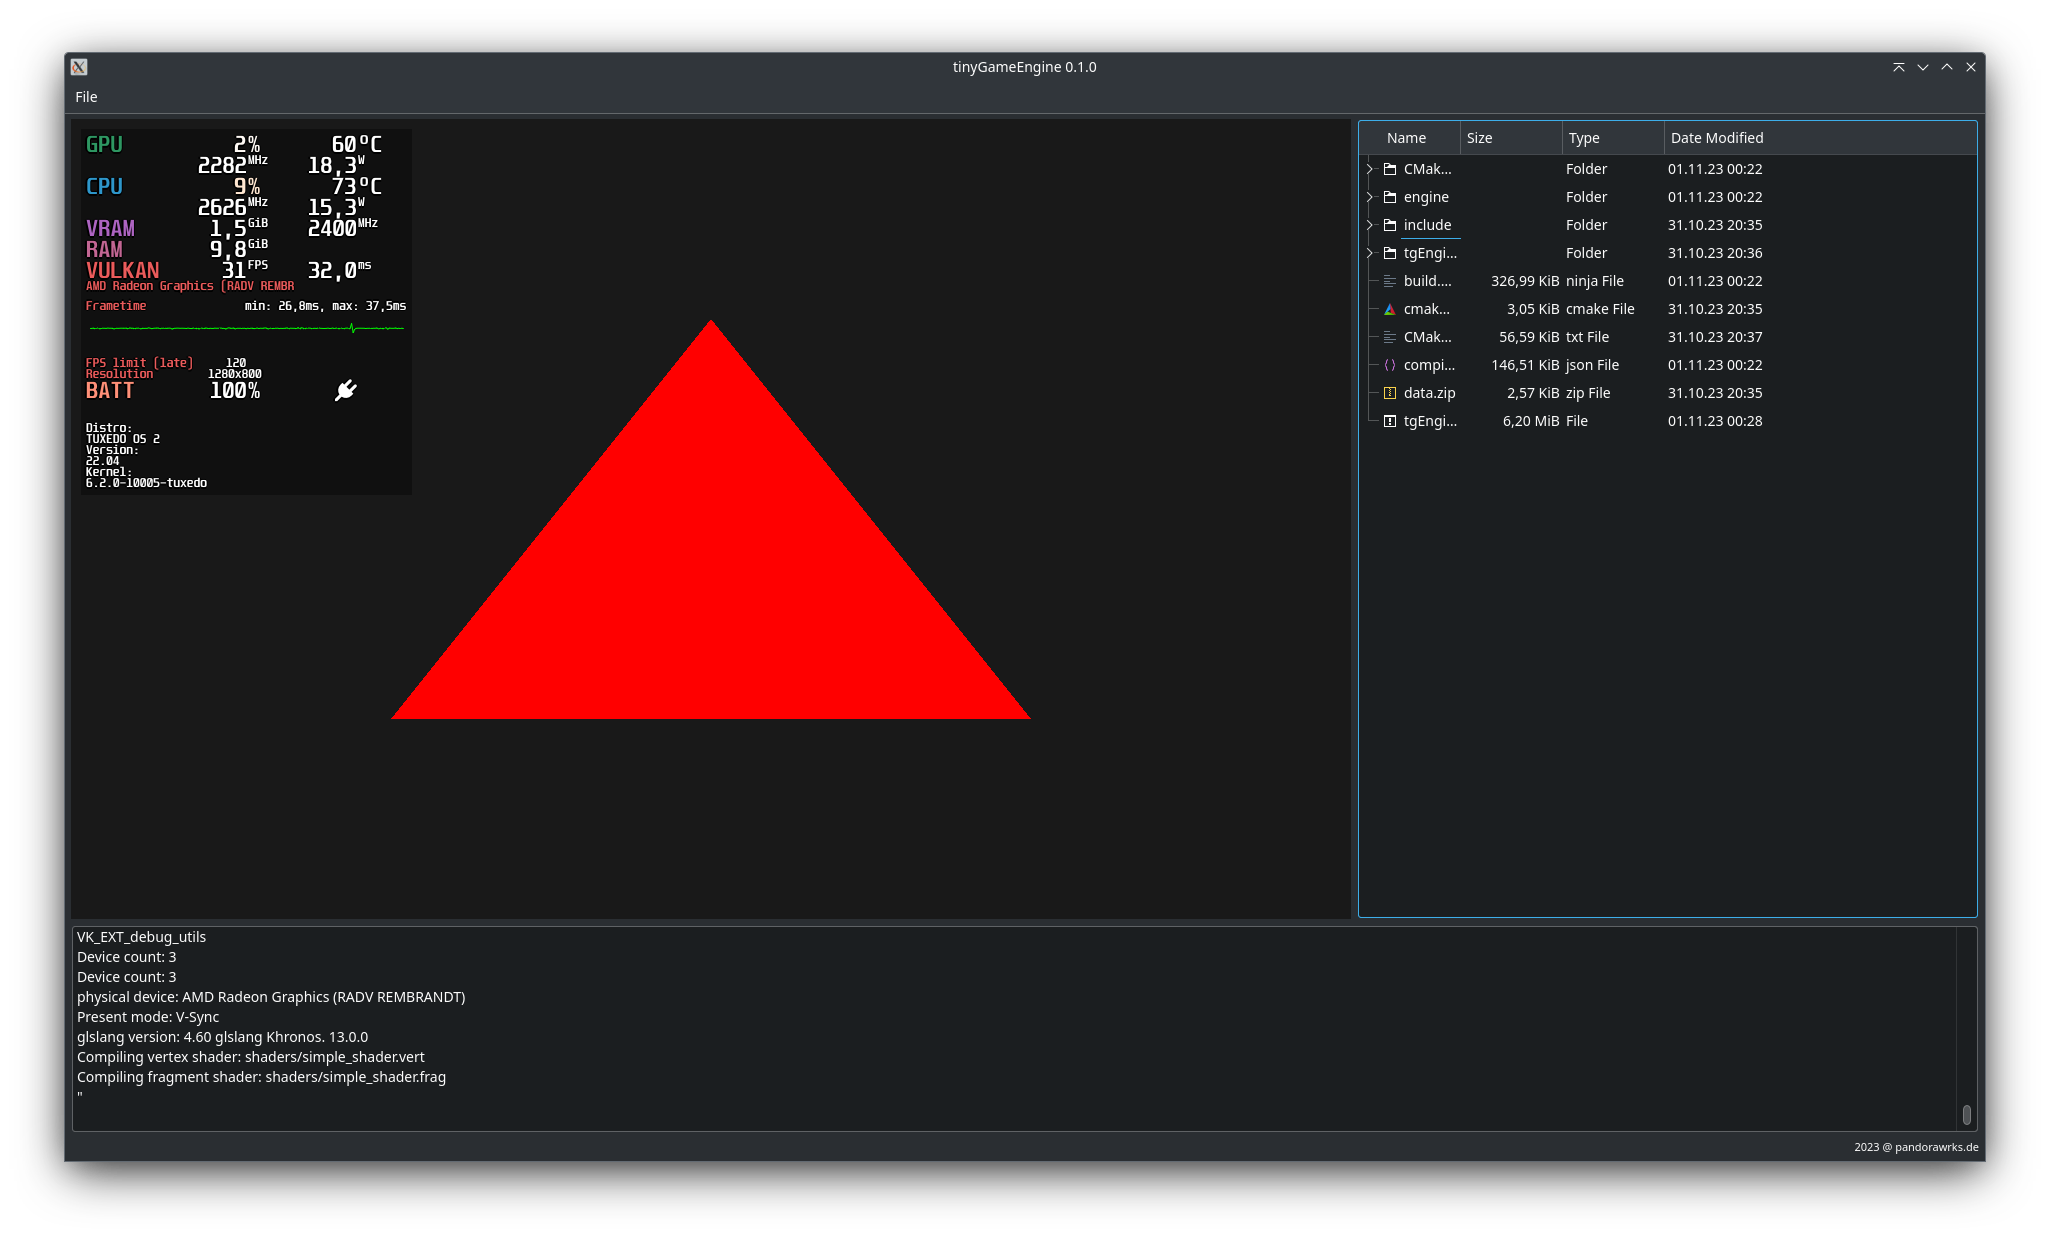 tinyGameEngine 0.1.0
File
GPU 2% 60°C
2282MHz 18,3W
CPU 9% 73°C
2626MHz 15,3W
VRAM 1,5GiB 2400MHz
RAM 9,8GiB
VULKAN 31FPS 32,0ms
AMD Radeon Graphics (RADV REMBR
Frametime min: 26,8ms, max: 37,5ms
FPS limit (late) 120
Resolution 1280x800
BATT 100%
Distro:
TUXEDO OS 2
Version:
22.04
Kernel:
6.2.0-10005-tuxedo
Name Size Type Date Modified
CMak... Folder 01.11.23 00:22
engine Folder 01.11.23 00:22
include Folder 31.10.23 20:35
tgEngi... Folder 31.10.23 20:36
build.... 326,99 KiB ninja File 01.11.23 00:22
cmak... 3,05 KiB cmake File 31.10.23 20:35
CMak... 56,59 KiB txt File 31.10.23 20:37
compi... 146,51 KiB json File 01.11.23 00:22
data.zip 2,57 KiB zip File 31.10.23 20:35
tgEngi... 6,20 MiB File 01.11.23 00:28
VK_EXT_debug_utils
Device count: 3
Device count: 3
physical device: AMD Radeon Graphics (RADV REMBRANDT)
Present mode: V-Sync
glslang version: 4.60 glslang Khronos. 13.0.0
Compiling vertex shader: shaders/simple_shader.vert
Compiling fragment shader: shaders/simple_shader.frag
"
2023 @ pandorawrks.de